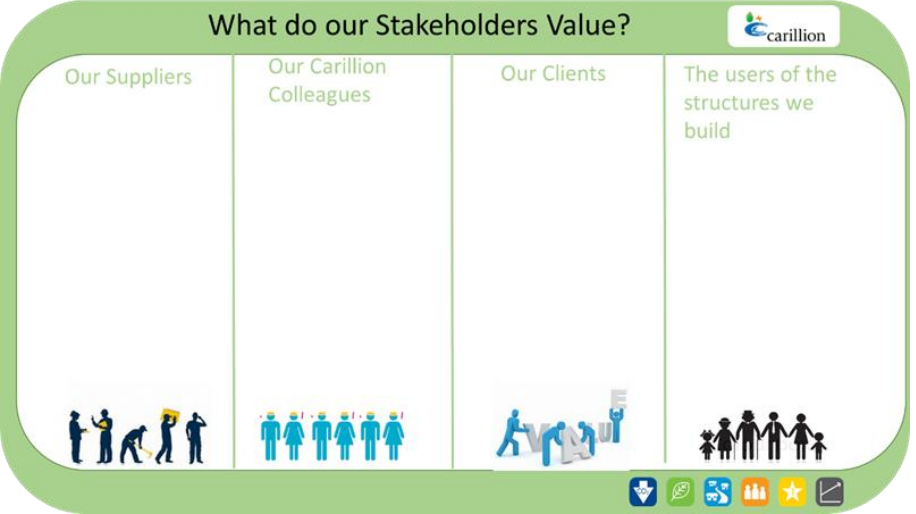 What do our Stakeholders Value?
carillion
Our Suppliers
Our Carillion
Colleagues
Our Clients
The users of the
structures we
build
VALUE